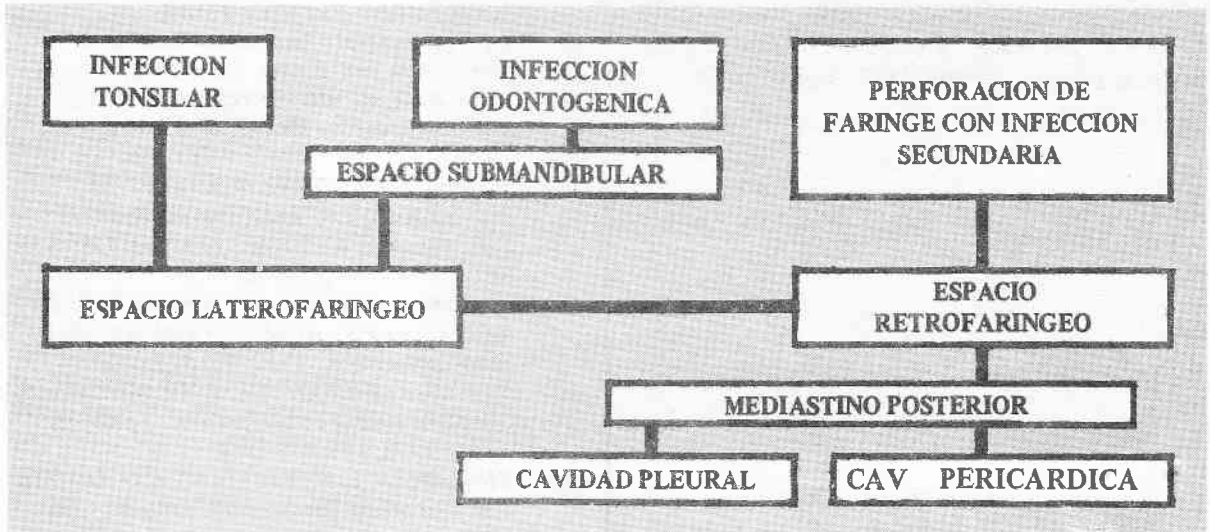 INFECCION
TONSILAR
INFECCION
ODONTOGENICA
PERFORACION DE
FARINGE CON INFECCION
SECUNDARIA
ESPACIO SUBMANDIBULAR
ESPACIO LATEROFARINGEO
ESPACIO
RETROFARINGEO
MEDIASTINO POSTERIOR
CAVIDAD PLEURAL
CAV PERICARDICA